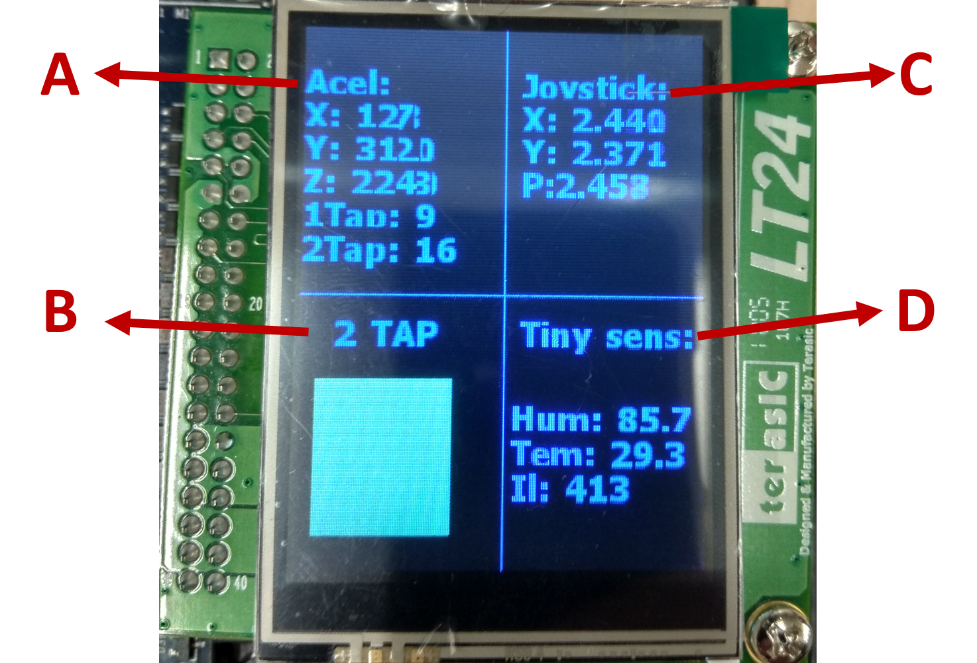 A
Acel:
X: 127
Y: 3120
Z: 2243
1Tap: 9
2Tap: 16
C
Joystick:
X: 2.440
Y: 2.371
P:2.458
B
2 TAP
D
Tiny sens:
Hum: 85.7
Tem: 29.3
Il: 413
1
20
40
LT24
terasIC
Designed & Manufactured by Terasic